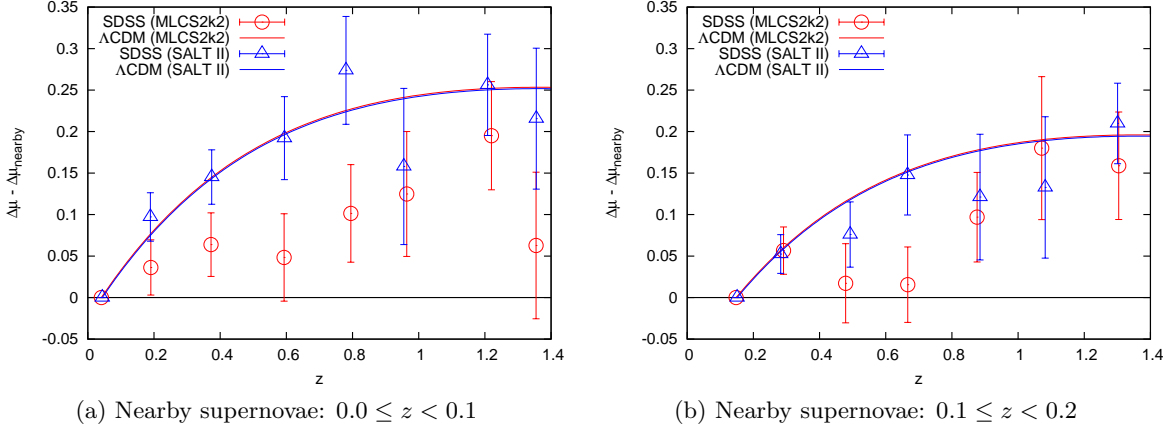 SDSS (MLCS2k2)
ΛCDM (MLCS2k2)
SDSS (SALT II)
ΛCDM (SALT II)
Δμ - Δμnearby
0.35
0.3
0.25
0.2
0.15
0.1
0.05
0
-0.05
0 0.2 0.4 0.6 0.8 1 1.2 1.4
z
(a) Nearby supernovae: 0.0 ≤ z < 0.1
SDSS (MLCS2k2)
ΛCDM (MLCS2k2)
SDSS (SALT II)
ΛCDM (SALT II)
Δμ - Δμnearby
0.35
0.3
0.25
0.2
0.15
0.1
0.05
0
-0.05
0 0.2 0.4 0.6 0.8 1 1.2 1.4
z
(b) Nearby supernovae: 0.1 ≤ z < 0.2